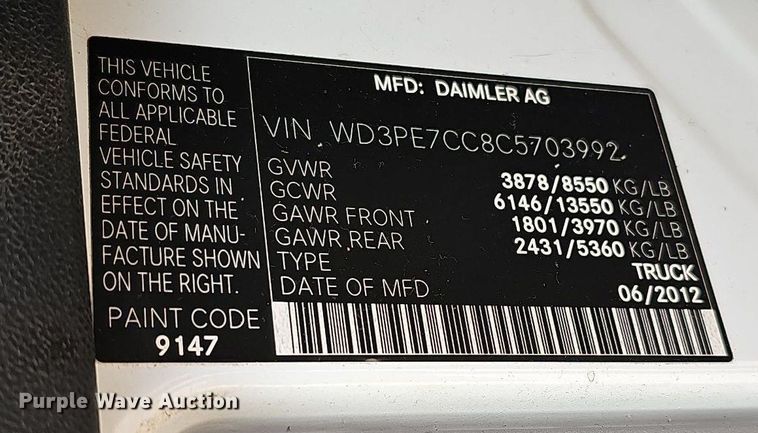 THIS VEHICLE
CONFORMS TO
ALL APPLICABLE
FEDERAL
VEHICLE SAFETY
STANDARDS IN
EFFECT ON THE
DATE OF MANU-
FACTURE SHOWN
ON THE RIGHT.
PAINT CODE
9147
MFD: DAIMLER AG
VIN WD3PE7CC8C5703992
GVWR 3878/8550 KG/LB
GCWR 6146/13550 KG/LB
GAWR FRONT 1801/3970 KG/LB
GAWR REAR 2431/5360 KG/LB
TYPE TRUCK
DATE OF MFD 06/2012
Purple Wave Auction